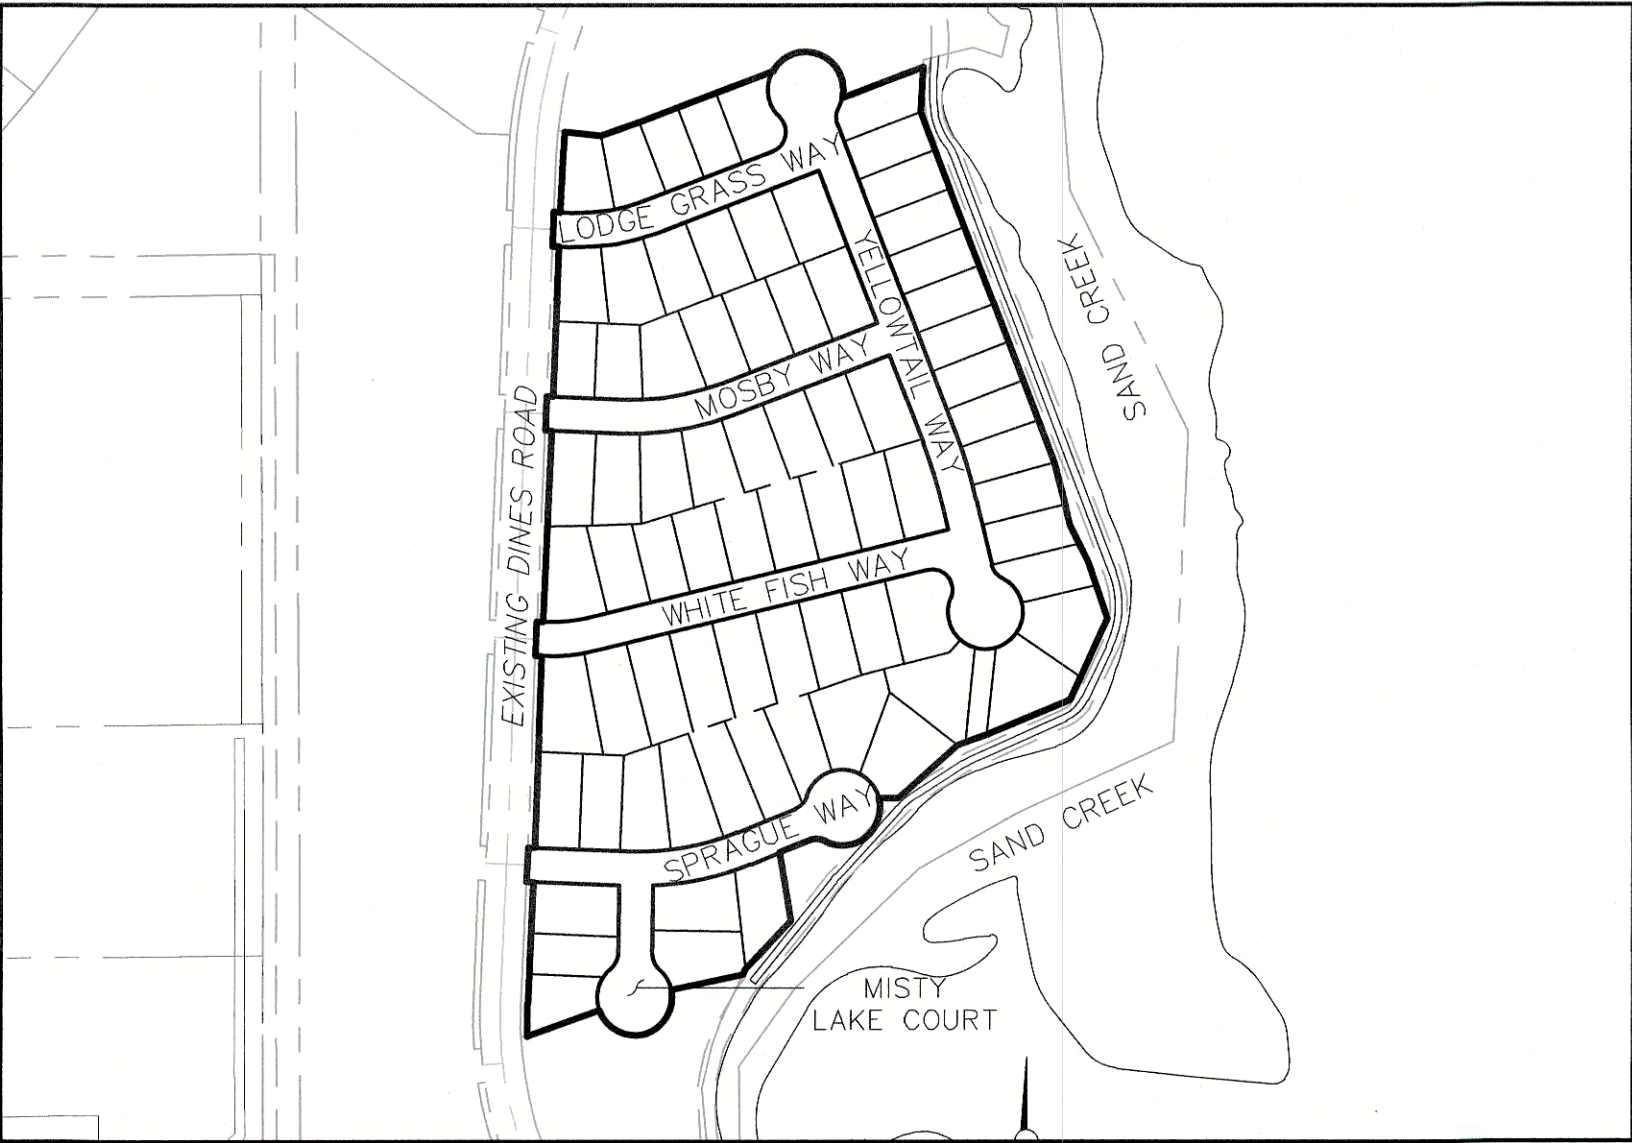 LODGE GRASS WAY
YELLOWTAIL WAY
SAND CREEK
MOSBY WAY
EXISTING DINES ROAD
WHITE FISH WAY
SPRAGUE WAY
SAND CREEK
MISTY
LAKE COURT